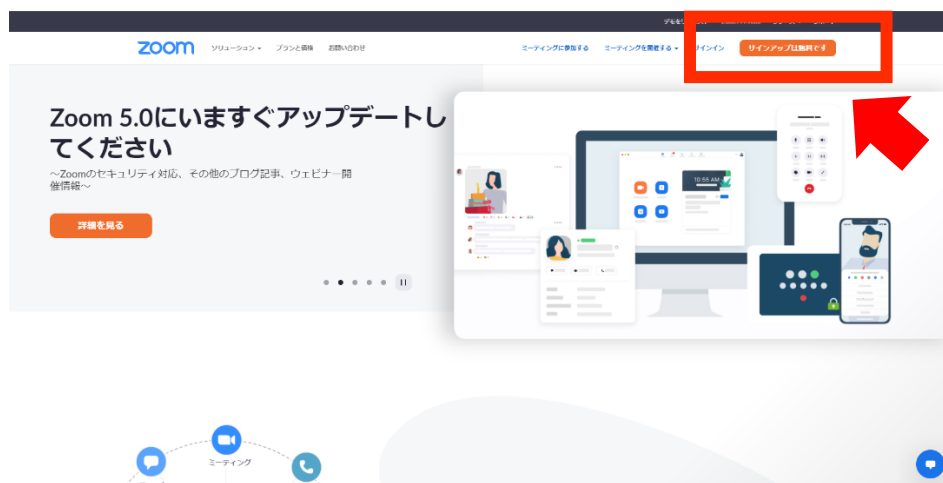 zoom
ソリューション プランと価格 お問い合わせ
ミーティングに参加する ミーティングを開催する サインイン サインアップは無料です
Zoom 5.0にいますぐアップデートし
てください
~Zoomのセキュリティ対応、その他のブログ記事、ウェビナー開
催情報~
詳細を見る
10:55 AM
ミーティング